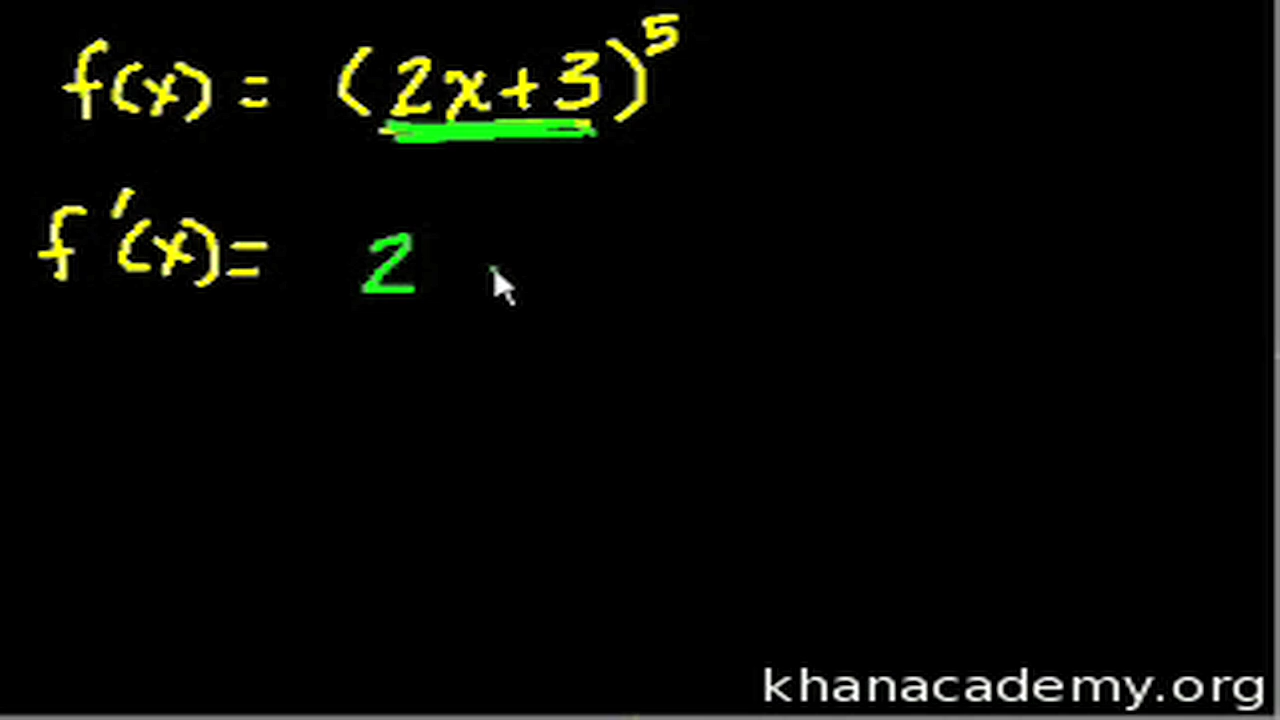 f(x) = (2x+3)⁵
f'(x) = 2
khanacademy.org